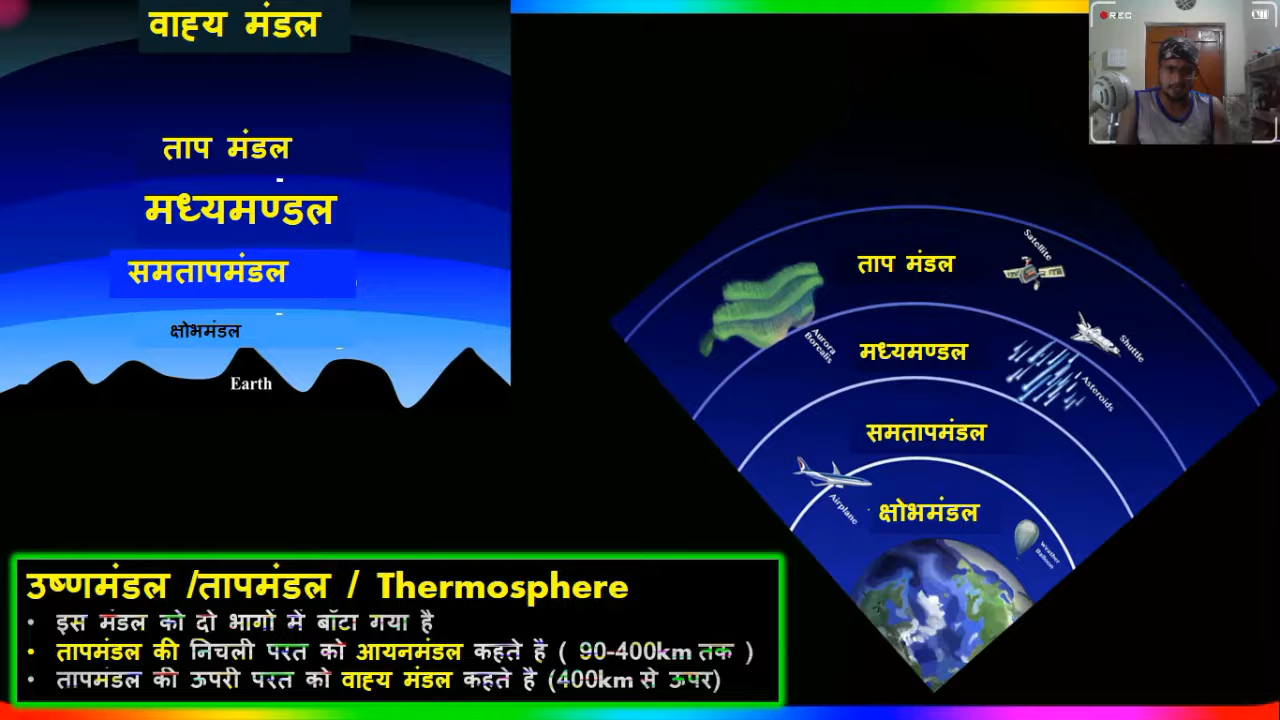 वाह्य मंडल
ताप मंडल
मध्यमण्डल
समतापमंडल
क्षोभमंडल
Earth
REC
ताप मंडल
Satellite
Aurora
Borealis
मध्यमण्डल
Shuttle
Asteroids
समतापमंडल
Airplane
क्षोभमंडल
Weather
Balloon
उष्णमंडल /तापमंडल / Thermosphere
• इस मंडल को दो भागों में बाँटा गया है
• तापमंडल की निचली परत को आयनमंडल कहते है ( 90-400km तक )
• तापमंडल की ऊपरी परत को वाह्य मंडल कहते है (400km से ऊपर)